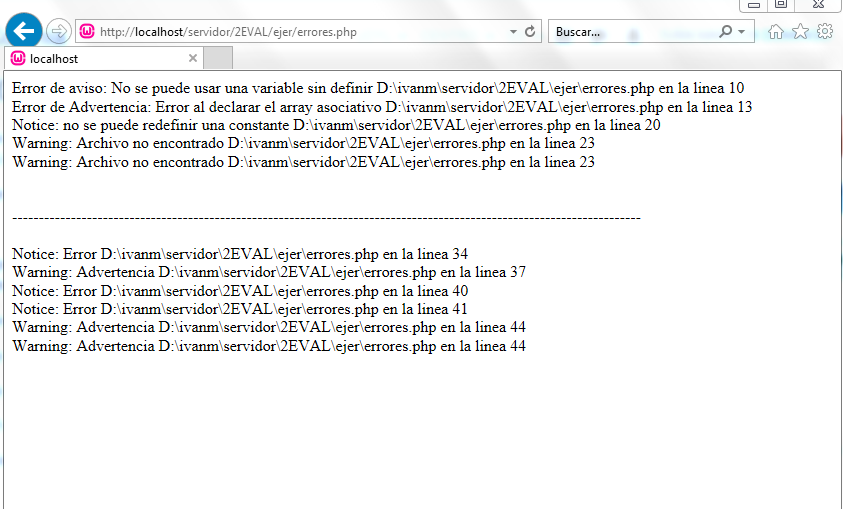 http://localhost/servidor/2EVAL/ejer/errores.php
Buscar...
localhost
Error de aviso: No se puede usar una variable sin definir D:\ivanm\servidor\2EVAL\ejer\errores.php en la linea 10
Error de Advertencia: Error al declarar el array asociativo D:\ivanm\servidor\2EVAL\ejer\errores.php en la linea 13
Notice: no se puede redefinir una constante D:\ivanm\servidor\2EVAL\ejer\errores.php en la linea 20
Warning: Archivo no encontrado D:\ivanm\servidor\2EVAL\ejer\errores.php en la linea 23
Warning: Archivo no encontrado D:\ivanm\servidor\2EVAL\ejer\errores.php en la linea 23
------------------------------------------------------------------------------------------------------------------------
Notice: Error D:\ivanm\servidor\2EVAL\ejer\errores.php en la linea 34
Warning: Advertencia D:\ivanm\servidor\2EVAL\ejer\errores.php en la linea 37
Notice: Error D:\ivanm\servidor\2EVAL\ejer\errores.php en la linea 40
Notice: Error D:\ivanm\servidor\2EVAL\ejer\errores.php en la linea 41
Warning: Advertencia D:\ivanm\servidor\2EVAL\ejer\errores.php en la linea 44
Warning: Advertencia D:\ivanm\servidor\2EVAL\ejer\errores.php en la linea 44